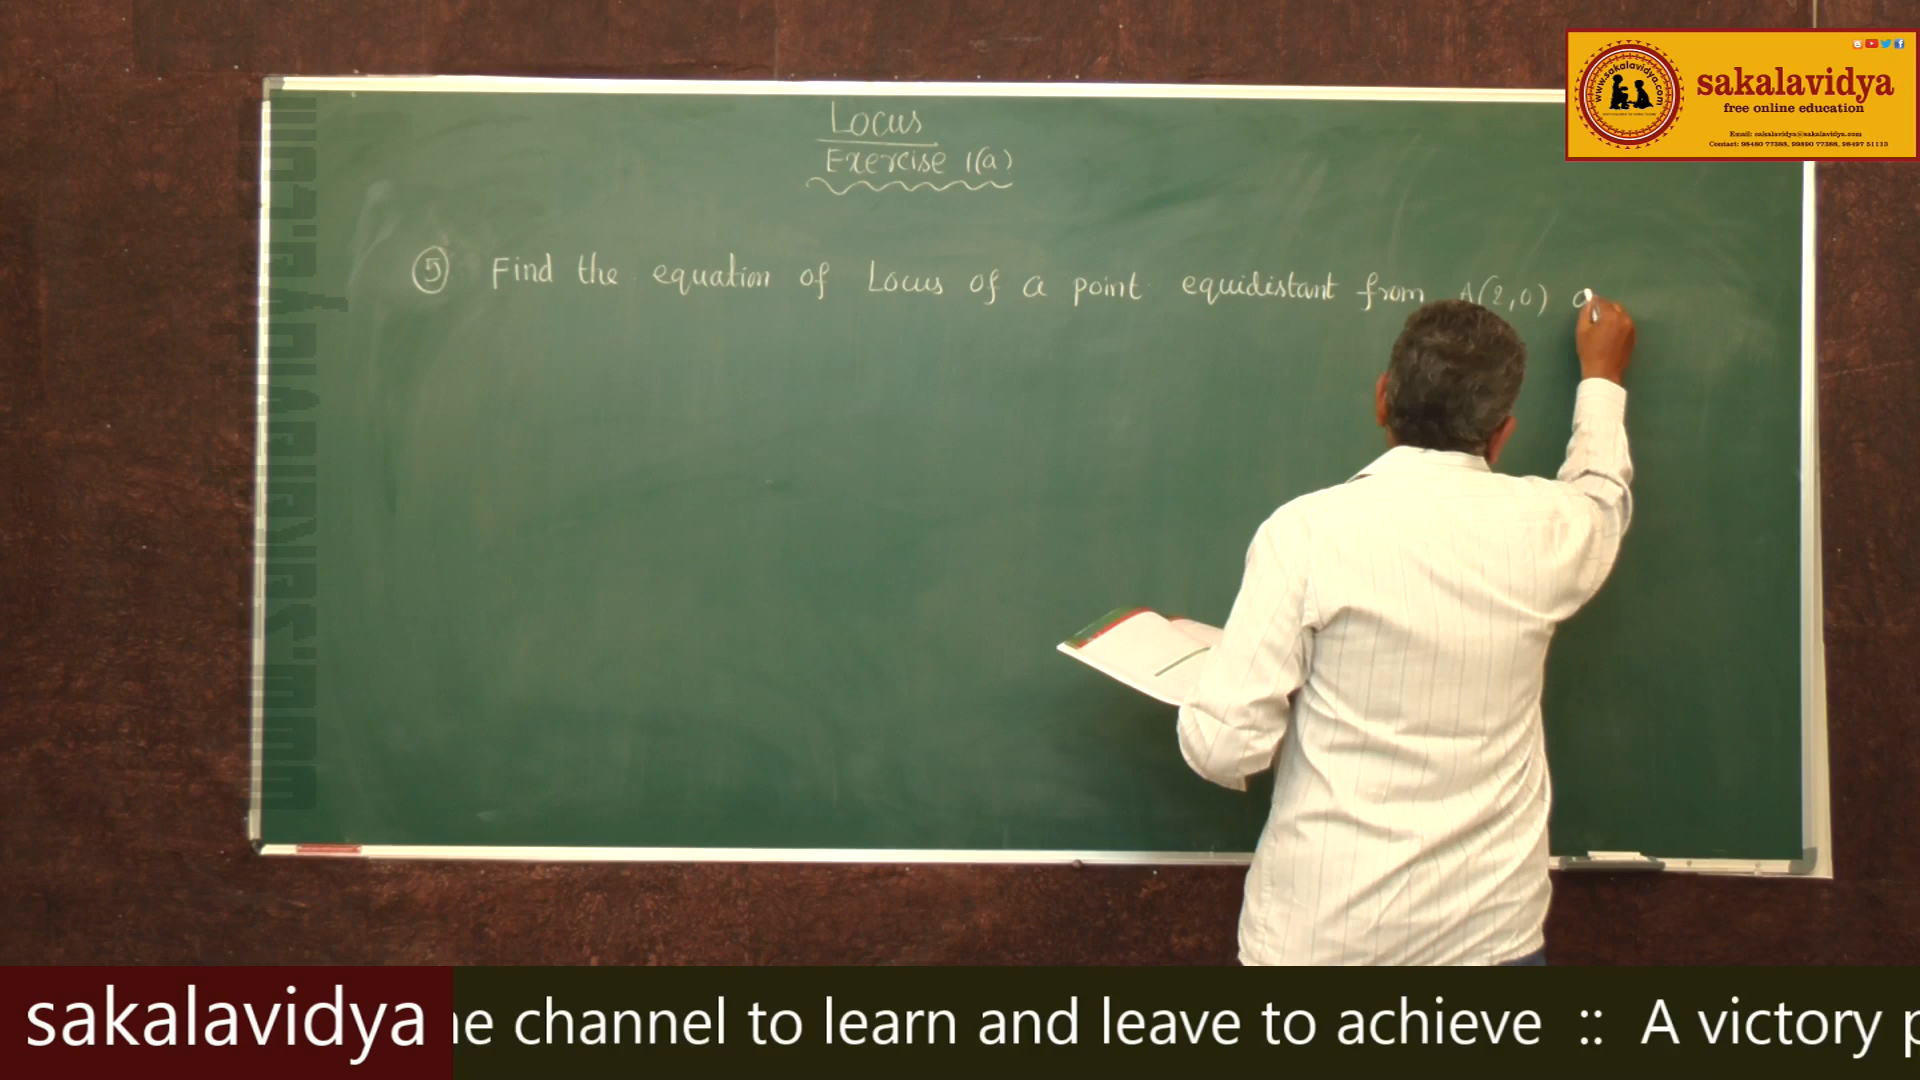 www.sakalavidya.com
sakalavidya
free online education
Email: sakalavidya@sakalavidya.com
Contact: 98480 77388, 99890 77388, 98497 51113
Locus
Exercise 1(a)
5 Find the equation of Locus of a point equidistant from A(2,0) a
sakalavidya
he channel to learn and leave to achieve :: A victory p